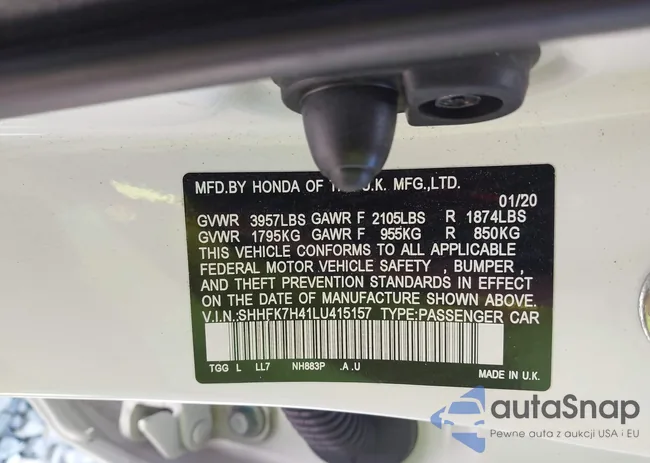 MFD.BY HONDA OF U.K. MFG.,LTD.
01/20
GVWR 3957LBS GAWR F 2105LBS R 1874LBS
GVWR 1795KG GAWR F 955KG R 850KG
THIS VEHICLE CONFORMS TO ALL APPLICABLE
FEDERAL MOTOR VEHICLE SAFETY , BUMPER ,
AND THEFT PREVENTION STANDARDS IN EFFECT
ON THE DATE OF MANUFACTURE SHOWN ABOVE.
V.I.N.:SHHFK7H41LU415157 TYPE:PASSENGER CAR
TGG L LL7 NH883P .A .U
MADE IN U.K.
autaSnap
Pewne auta z aukcji USA i EU